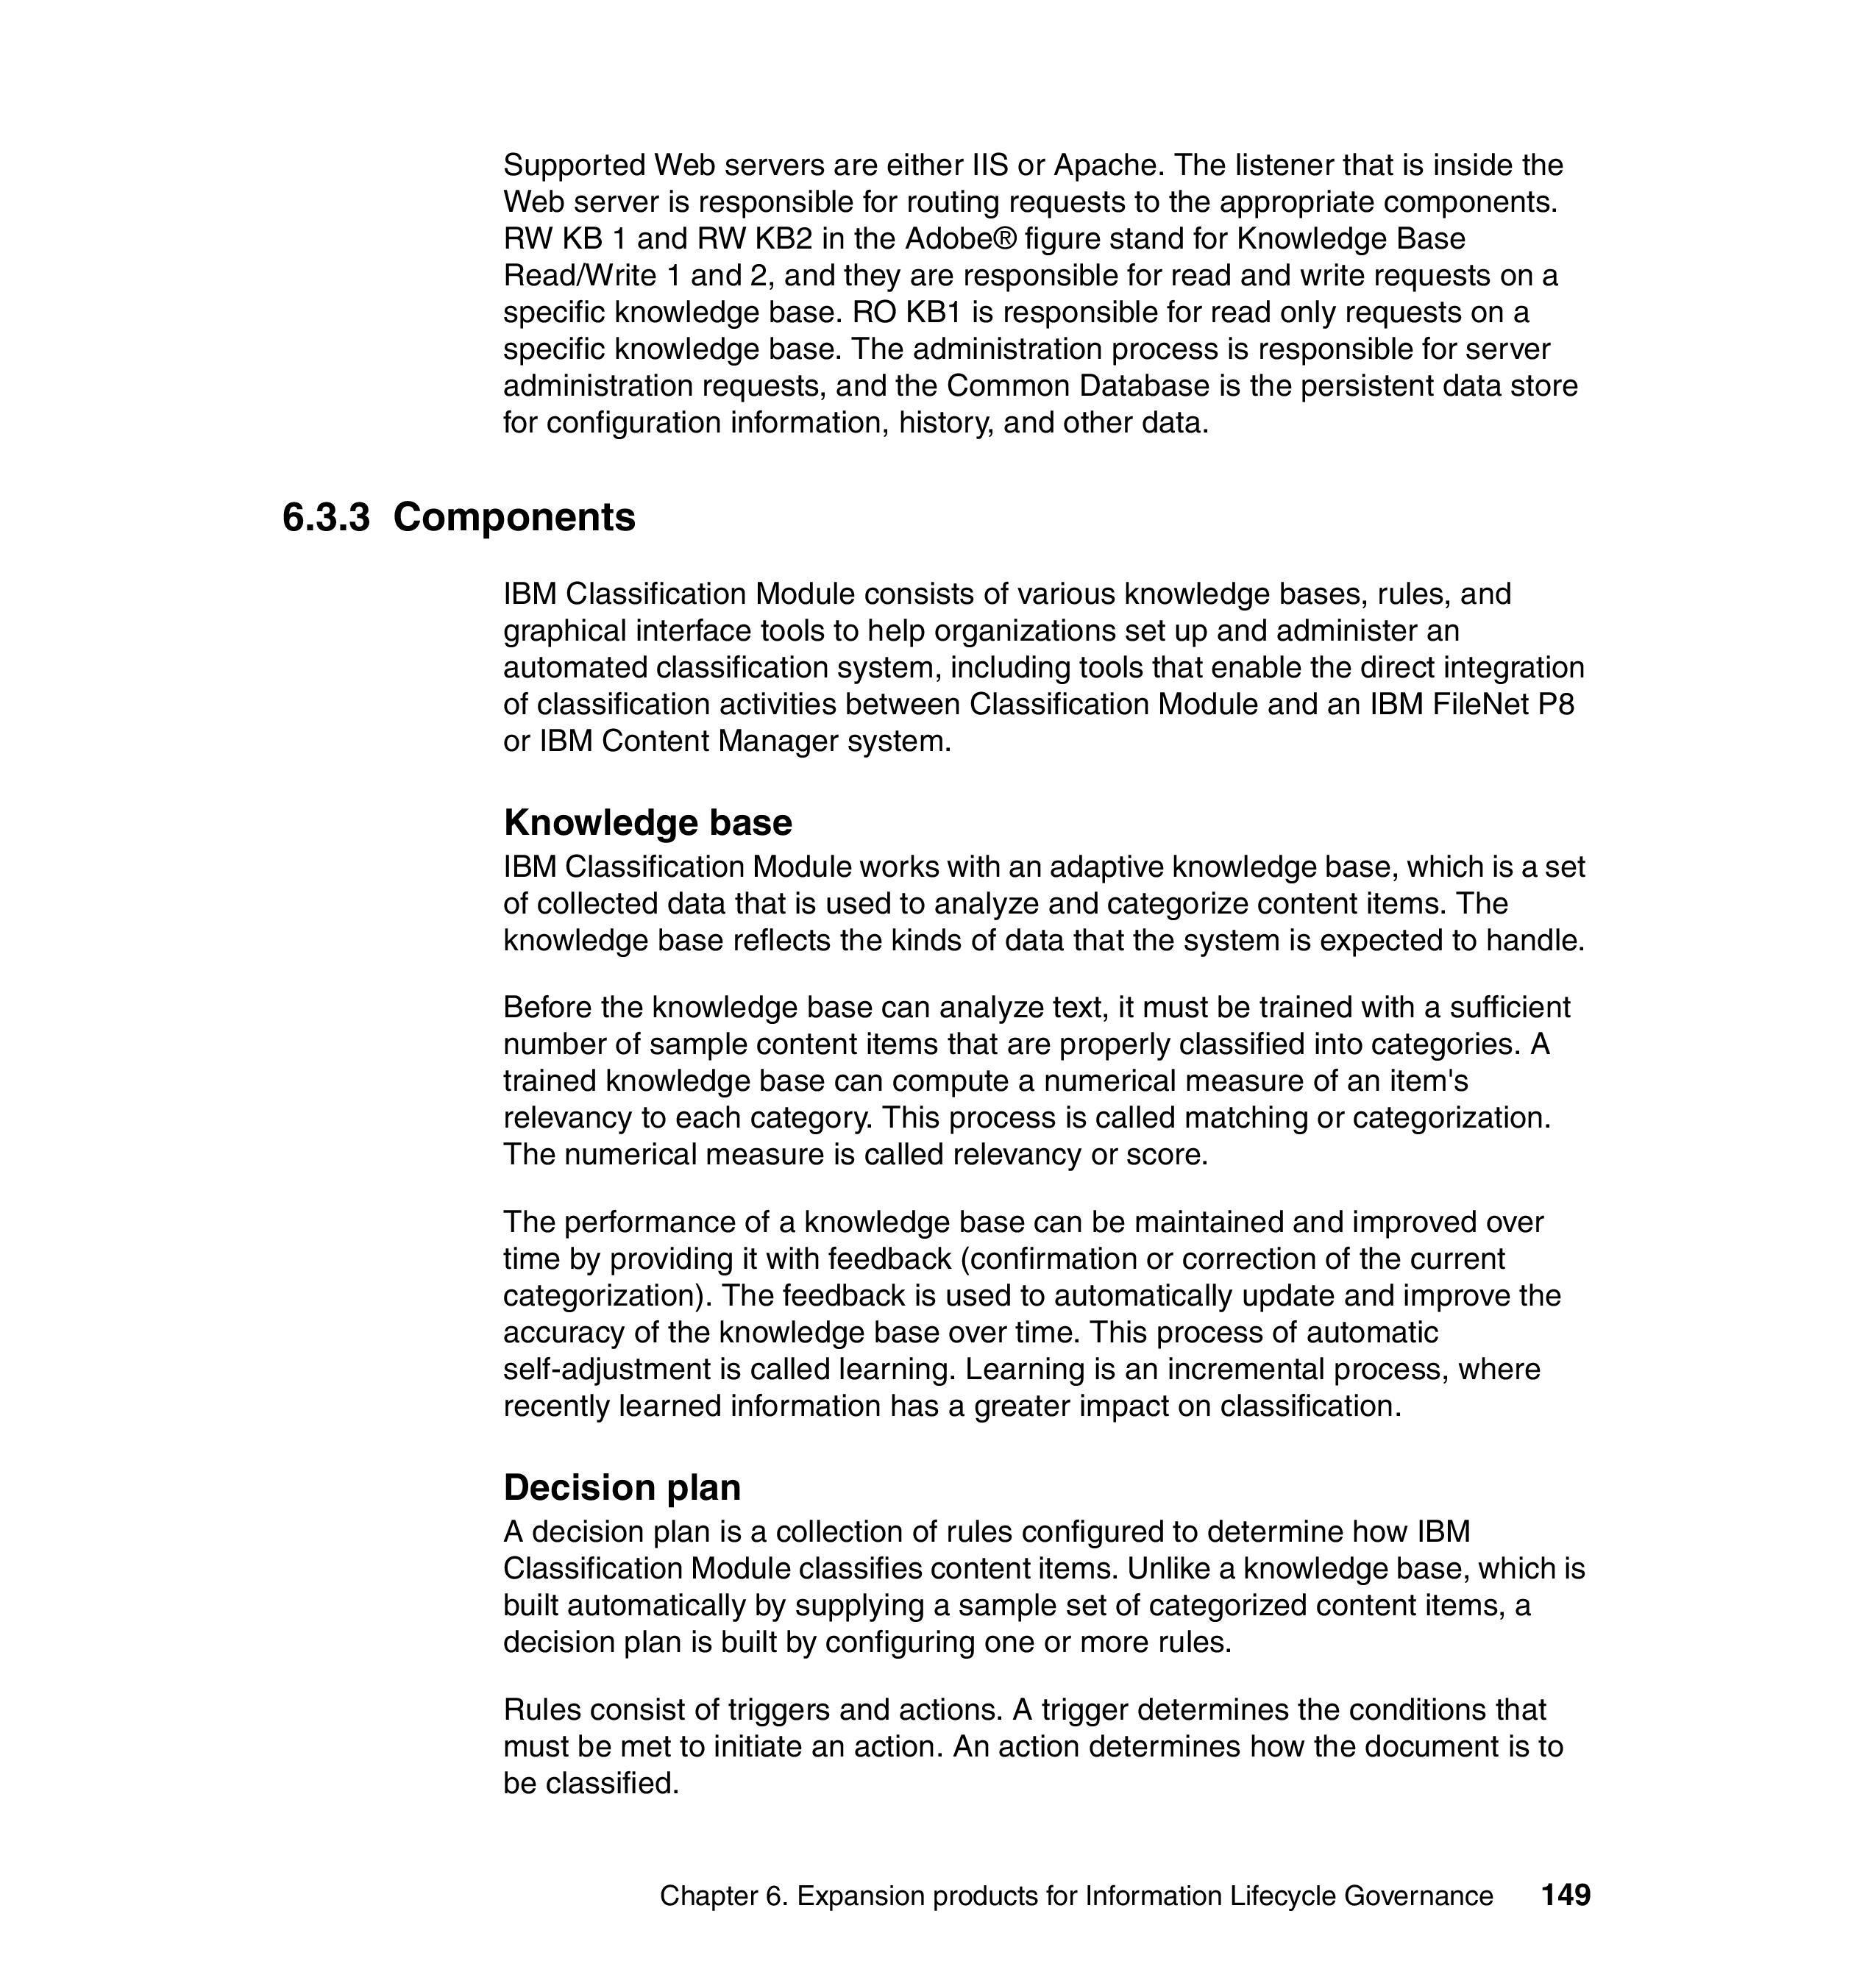 Supported Web servers are either IIS or Apache. The listener that is inside the
Web server is responsible for routing requests to the appropriate components.
RW KB 1 and RW KB2 in the Adobe® figure stand for Knowledge Base
Read/Write 1 and 2, and they are responsible for read and write requests on a
specific knowledge base. RO KB1 is responsible for read only requests on a
specific knowledge base. The administration process is responsible for server
administration requests, and the Common Database is the persistent data store
for configuration information, history, and other data.
6.3.3 Components
IBM Classification Module consists of various knowledge bases, rules, and
graphical interface tools to help organizations set up and administer an
automated classification system, including tools that enable the direct integration
of classification activities between Classification Module and an IBM FileNet P8
or IBM Content Manager system.
Knowledge base
IBM Classification Module works with an adaptive knowledge base, which is a set
of collected data that is used to analyze and categorize content items. The
knowledge base reflects the kinds of data that the system is expected to handle.
Before the knowledge base can analyze text, it must be trained with a sufficient
number of sample content items that are properly classified into categories. A
trained knowledge base can compute a numerical measure of an item's
relevancy to each category. This process is called matching or categorization.
The numerical measure is called relevancy or score.
The performance of a knowledge base can be maintained and improved over
time by providing it with feedback (confirmation or correction of the current
categorization). The feedback is used to automatically update and improve the
accuracy of the knowledge base over time. This process of automatic
self-adjustment is called learning. Learning is an incremental process, where
recently learned information has a greater impact on classification.
Decision plan
A decision plan is a collection of rules configured to determine how IBM
Classification Module classifies content items. Unlike a knowledge base, which is
built automatically by supplying a sample set of categorized content items, a
decision plan is built by configuring one or more rules.
Rules consist of triggers and actions. A trigger determines the conditions that
must be met to initiate an action. An action determines how the document is to
be classified.
Chapter 6. Expansion products for Information Lifecycle Governance 149